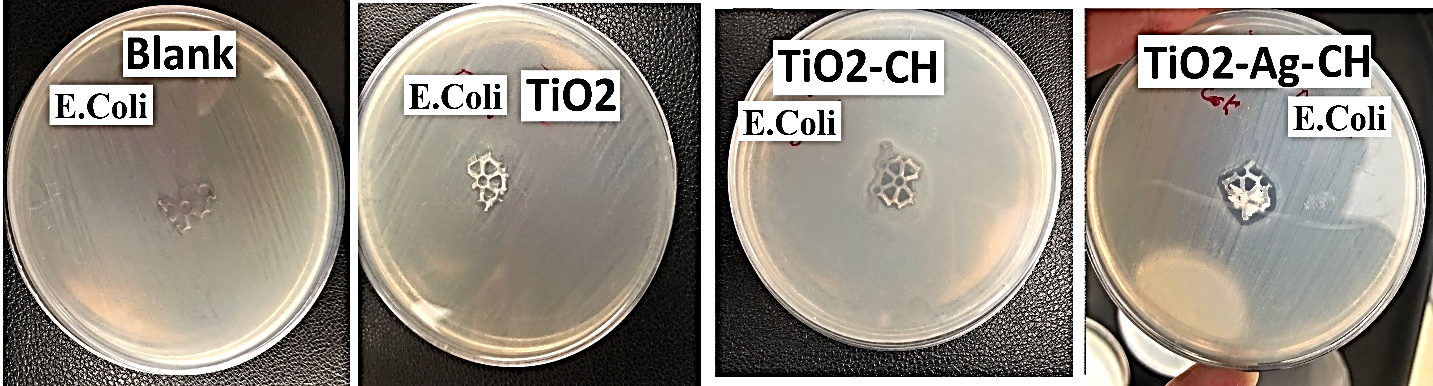 Blank
E.Coli
E.Coli
TiO2
TiO2-CH
E.Coli
TiO2-Ag-CH
E.Coli